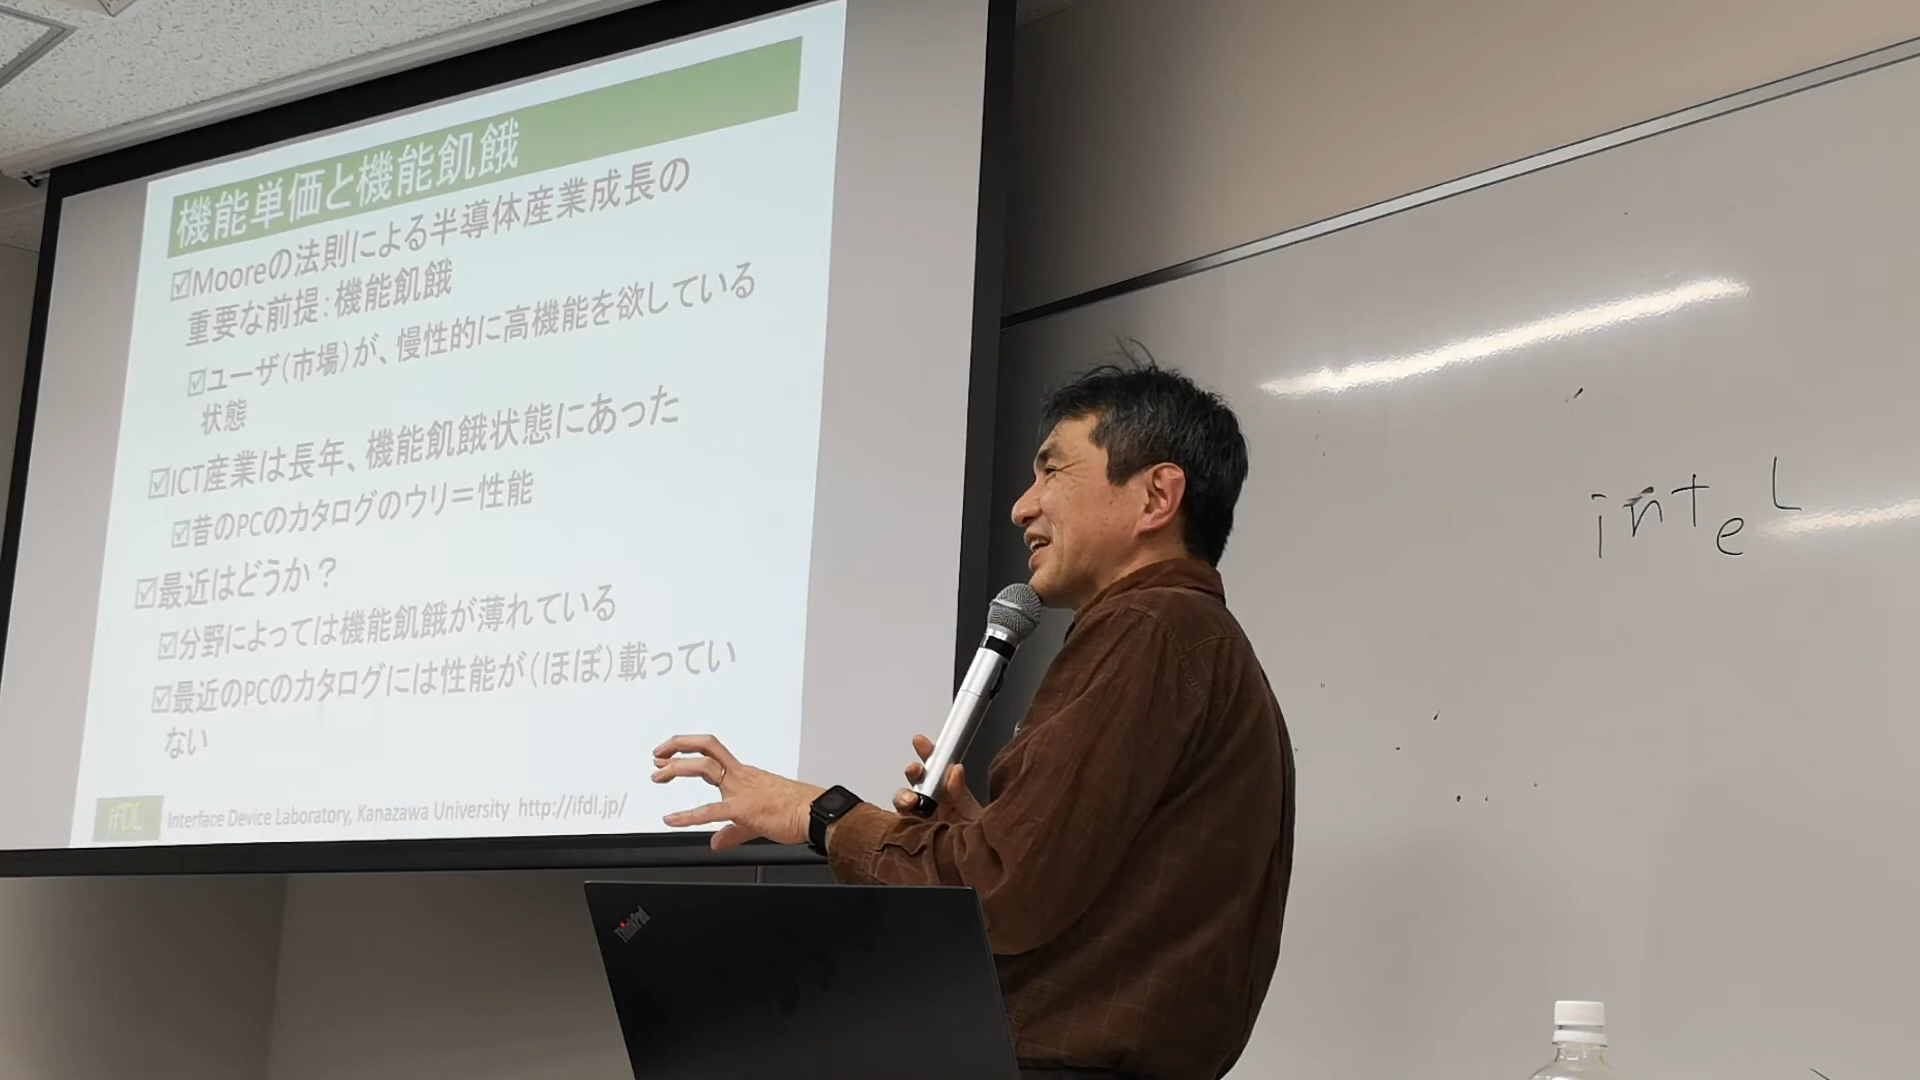 機能単価と機能飢餓
☑Mooreの法則による半導体産業成長の
重要な前提：機能飢餓
☑ユーザ（市場）が、慢性的に高機能を欲している
状態
☑ICT産業は長年、機能飢餓状態にあった
☑昔のPCのカタログのウリ＝性能
☑最近はどうか？
☑分野によっては機能飢餓が薄れている
☑最近のPCのカタログには性能が（ほぼ）載ってい
ない
ifDL Interface Device Laboratory, Kanazawa University http://ifdl.jp/
inteL
ThinkPad